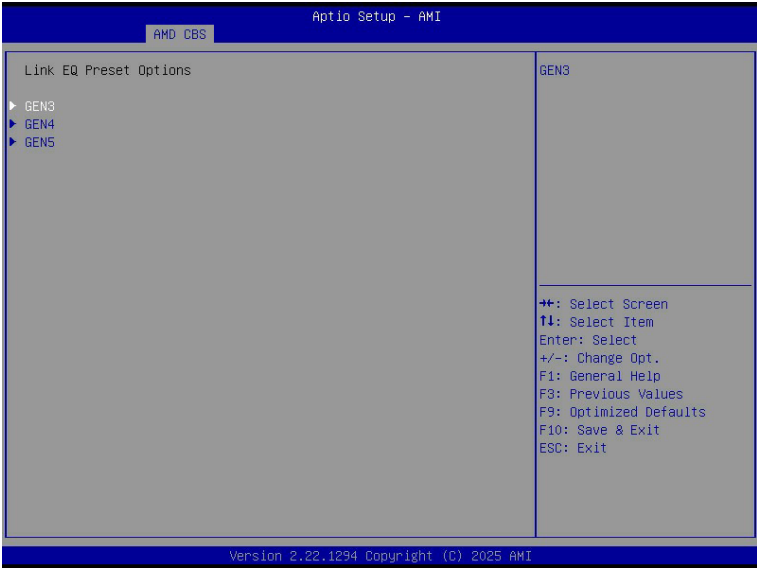 Aptio Setup - AMI
AMD CBS
Link EQ Preset Options
GEN3
GEN4
GEN5
GEN3
→←: Select Screen
↑↓: Select Item
Enter: Select
+/-: Change Opt.
F1: General Help
F3: Previous Values
F9: Optimized Defaults
F10: Save & Exit
ESC: Exit
Version 2.22.1294 Copyright (C) 2025 AMI